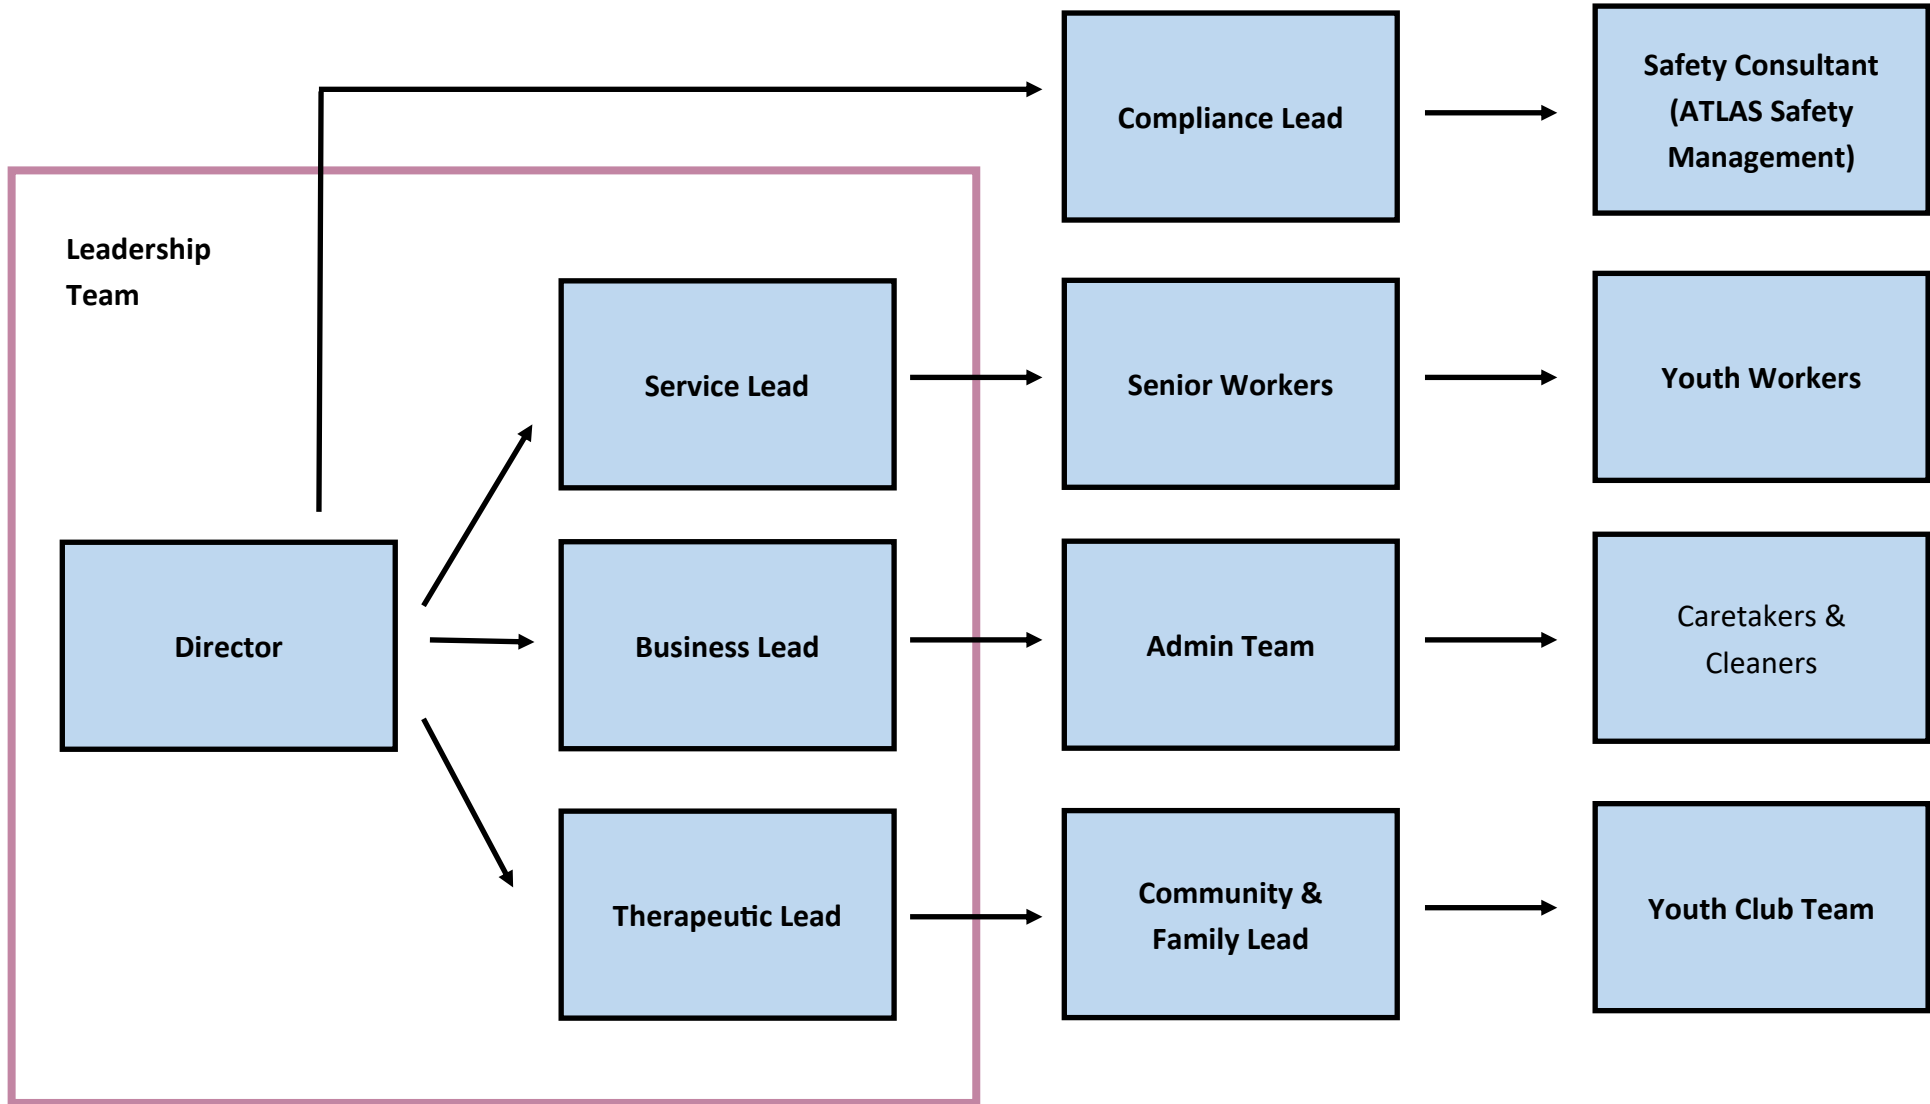 Compliance Lead
Safety Consultant
(ATLAS Safety
Management)
Leadership
Team
Service Lead
Senior Workers
Youth Workers
Director
Business Lead
Admin Team
Caretakers &
Cleaners
Therapeutic Lead
Community &
Family Lead
Youth Club Team